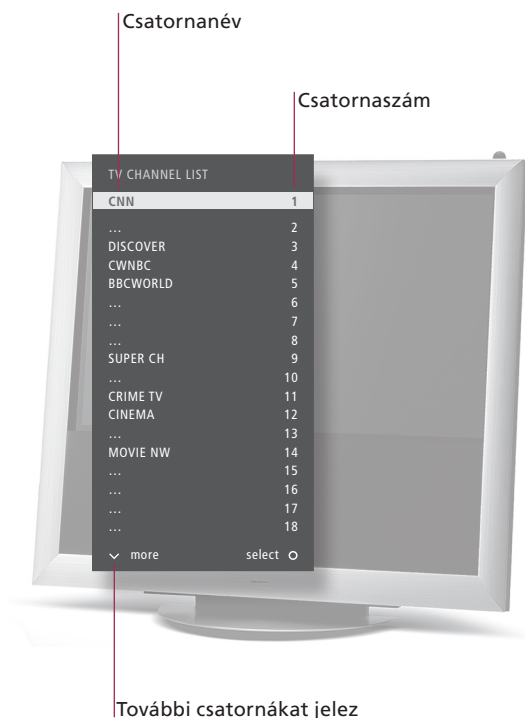 Csatornanév
Csatornaszám
TV CHANNEL LIST
CNN 1
... 2
DISCOVER 3
CWNBC 4
BBCWORLD 5
... 6
... 7
... 8
SUPER CH 9
... 10
CRIME TV 11
CINEMA 12
... 13
MOVIE NW 14
... 15
... 16
... 17
... 18
more select
További csatornákat jelez